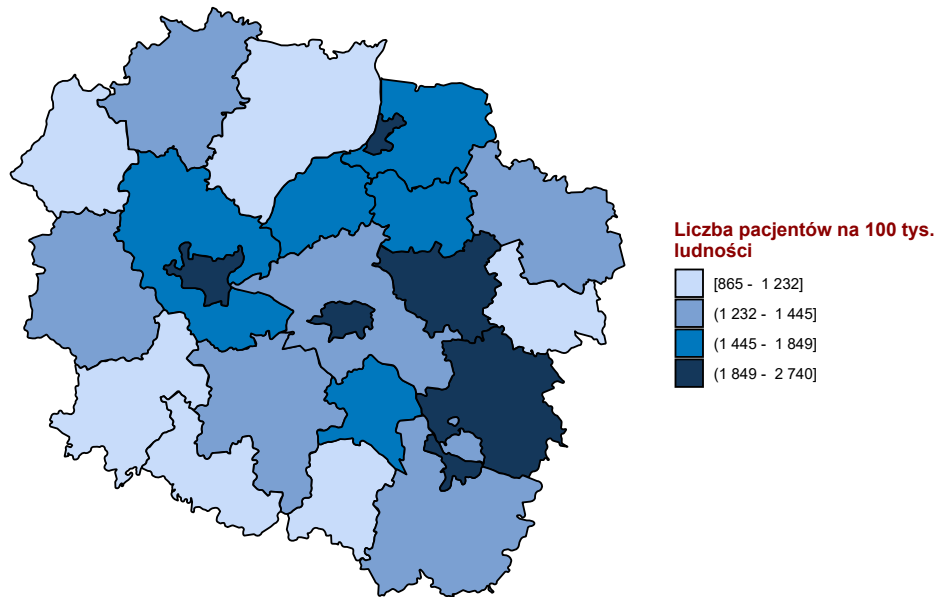 Liczba pacjentów na 100 tys.
ludności
[865 - 1 232]
(1 232 - 1 445]
(1 445 - 1 849]
(1 849 - 2 740]